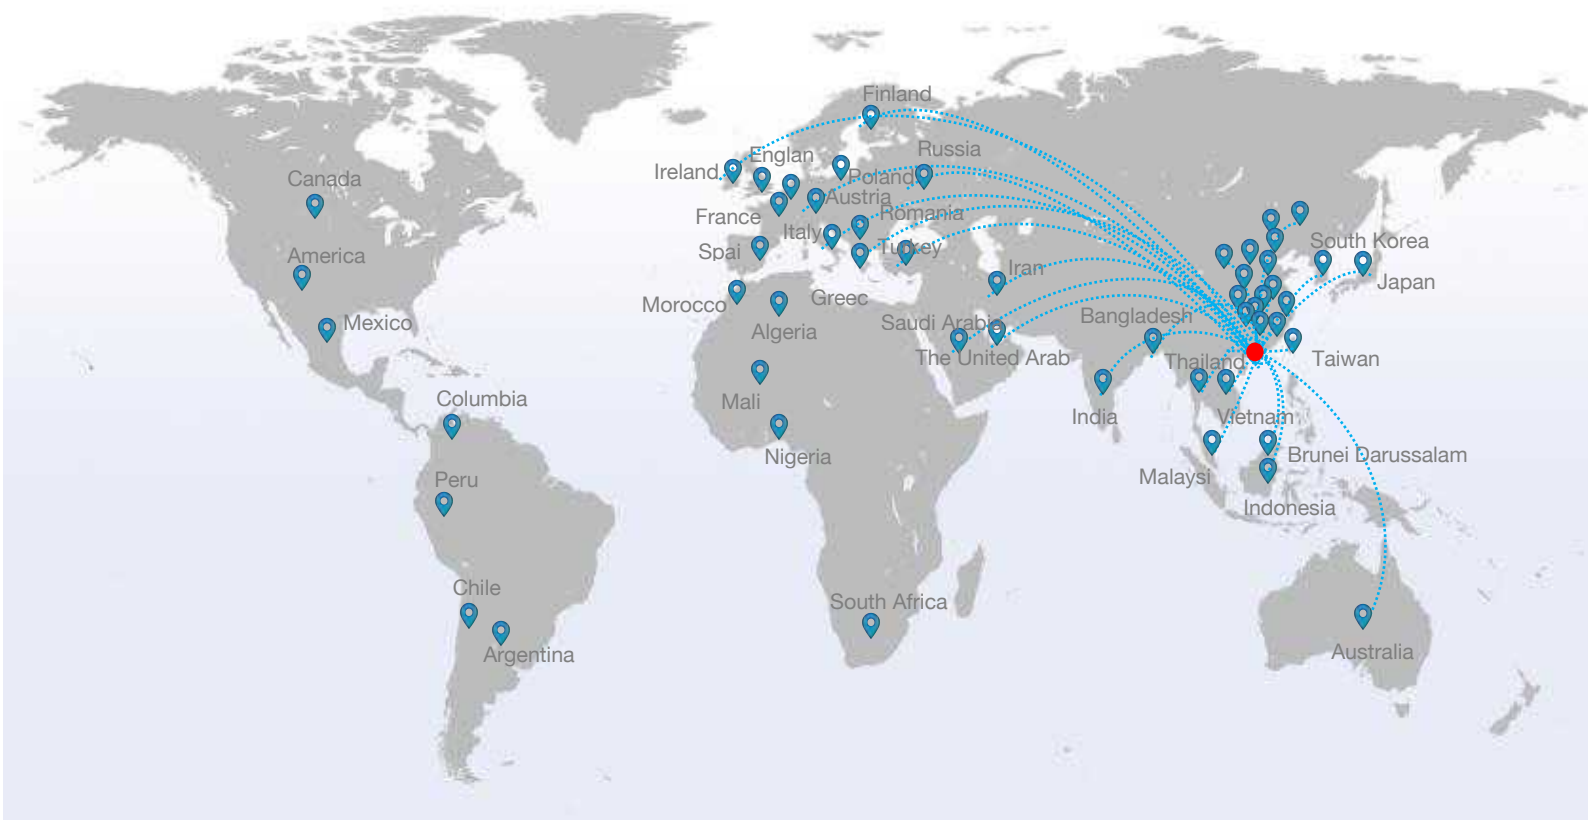 Finland
Englan
Russia
Ireland
Poland
Canada
Austria
France
Romania
Italy
South Korea
Spai
Turkey
America
Iran
Japan
Morocco
Greec
Mexico
Algeria
Saudi Arabia
Bangladesh
The United Arab
Thailand
Taiwan
Columbia
Mali
India
Vietnam
Nigeria
Brunei Darussalam
Peru
Malaysi
Indonesia
Chile
South Africa
Argentina
Australia